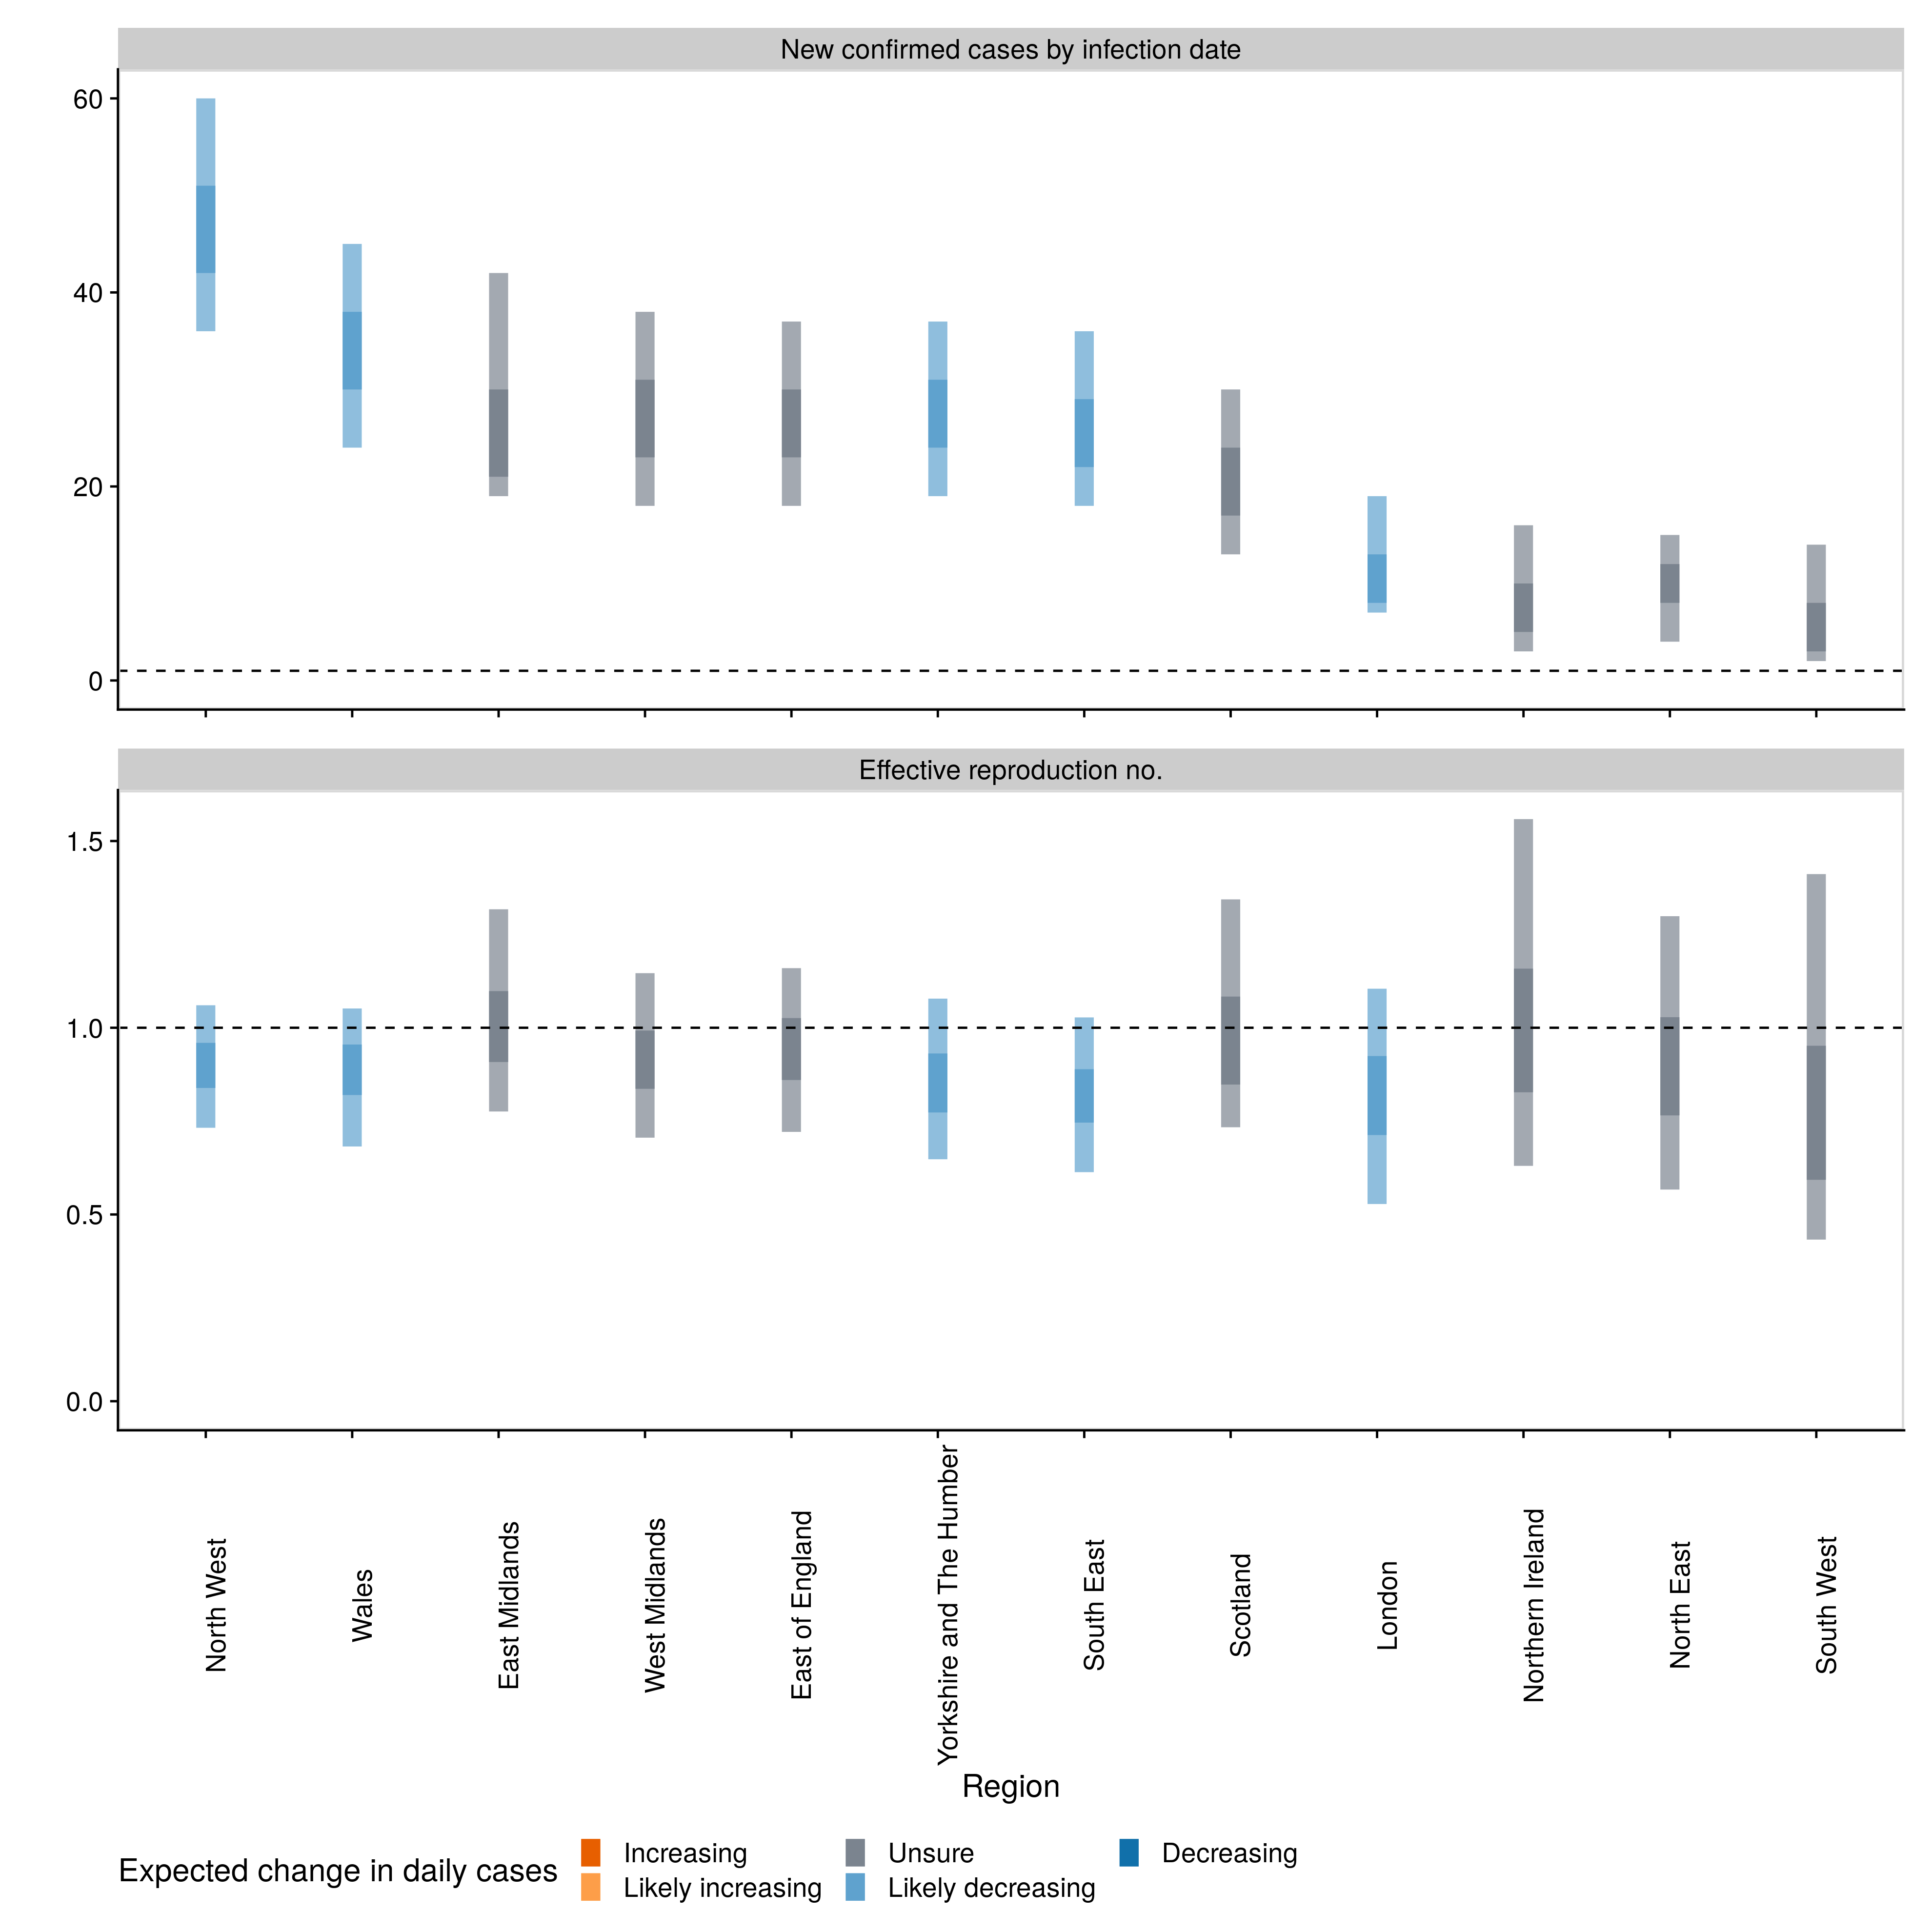 New confirmed cases by infection date
60
40
20
0
Effective reproduction no.
1.5
1.0
0.5
0.0
North West
Wales
East Midlands
West Midlands
East of England
Yorkshire and The Humber
South East
Scotland
London
Northern Ireland
North East
South West
Region
Expected change in daily cases
Increasing
Likely increasing
Unsure
Likely decreasing
Decreasing